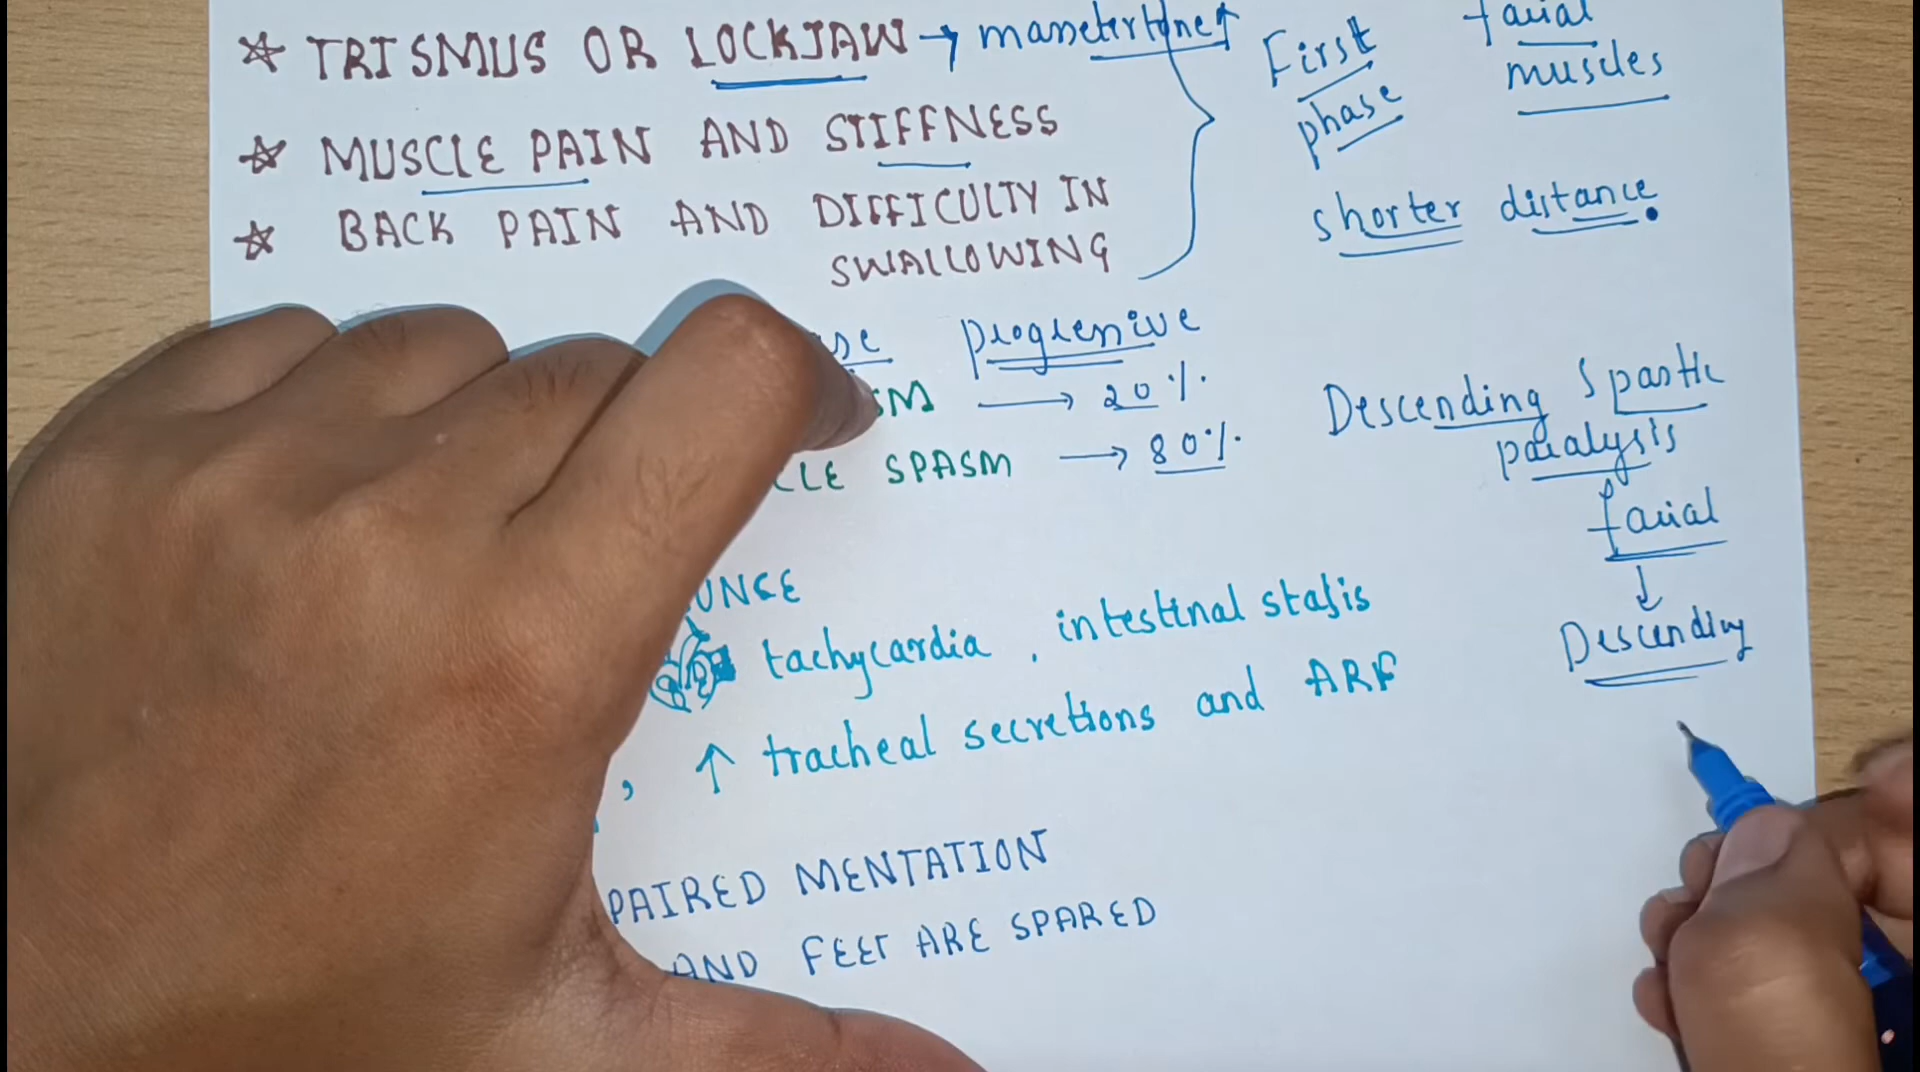 ☆ TRISMUS OR LOCKJAW → masseter tone↑
☆ MUSCLE PAIN AND STIFFNESS
☆ BACK PAIN AND DIFFICULTY IN
SWALLOWING
First
phase
facial
muscles
shorter distance.
progressive
SM → 20%.
CLE SPASM → 80%.
Descending Spastic
paralysis
facial
↓
Descending
tachycardia, intestinal stasis
, ↑ tracheal secretions and ARF
PAIRED MENTATION
AND FEET ARE SPARED